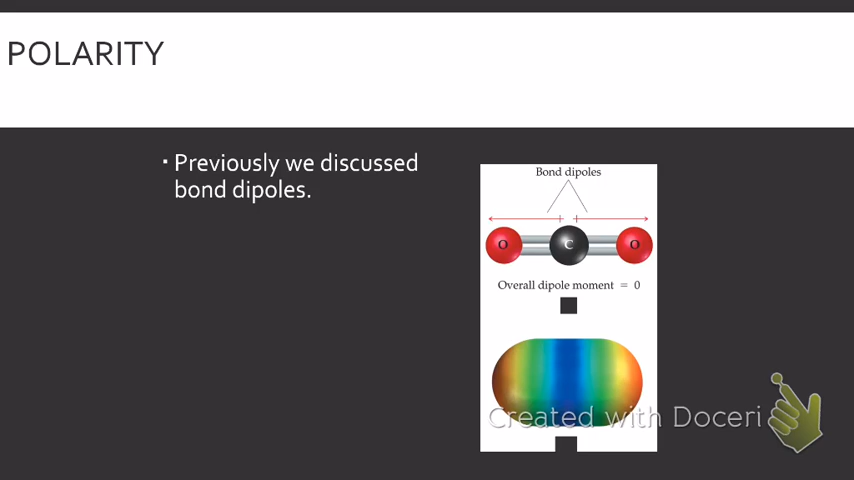 POLARITY
▪ Previously we discussed
bond dipoles.
Bond dipoles
O C O
Overall dipole moment = 0
Created with Doceri